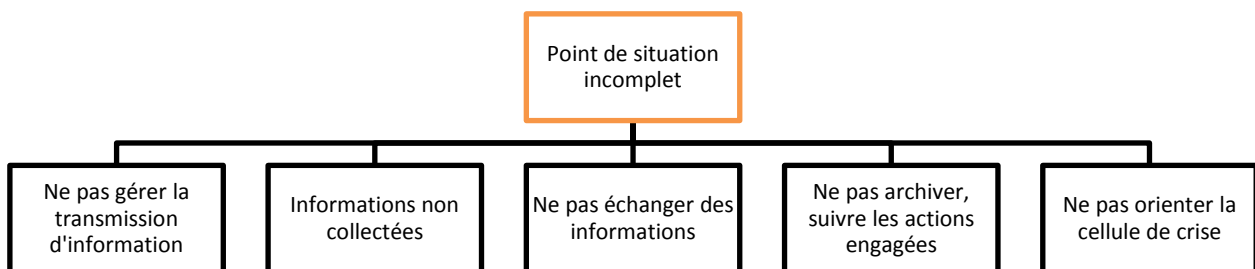 Point de situation
incomplet
Ne pas gérer la
transmission
d'information
Informations non
collectées
Ne pas échanger des
informations
Ne pas archiver,
suivre les actions
engagées
Ne pas orienter la
cellule de crise